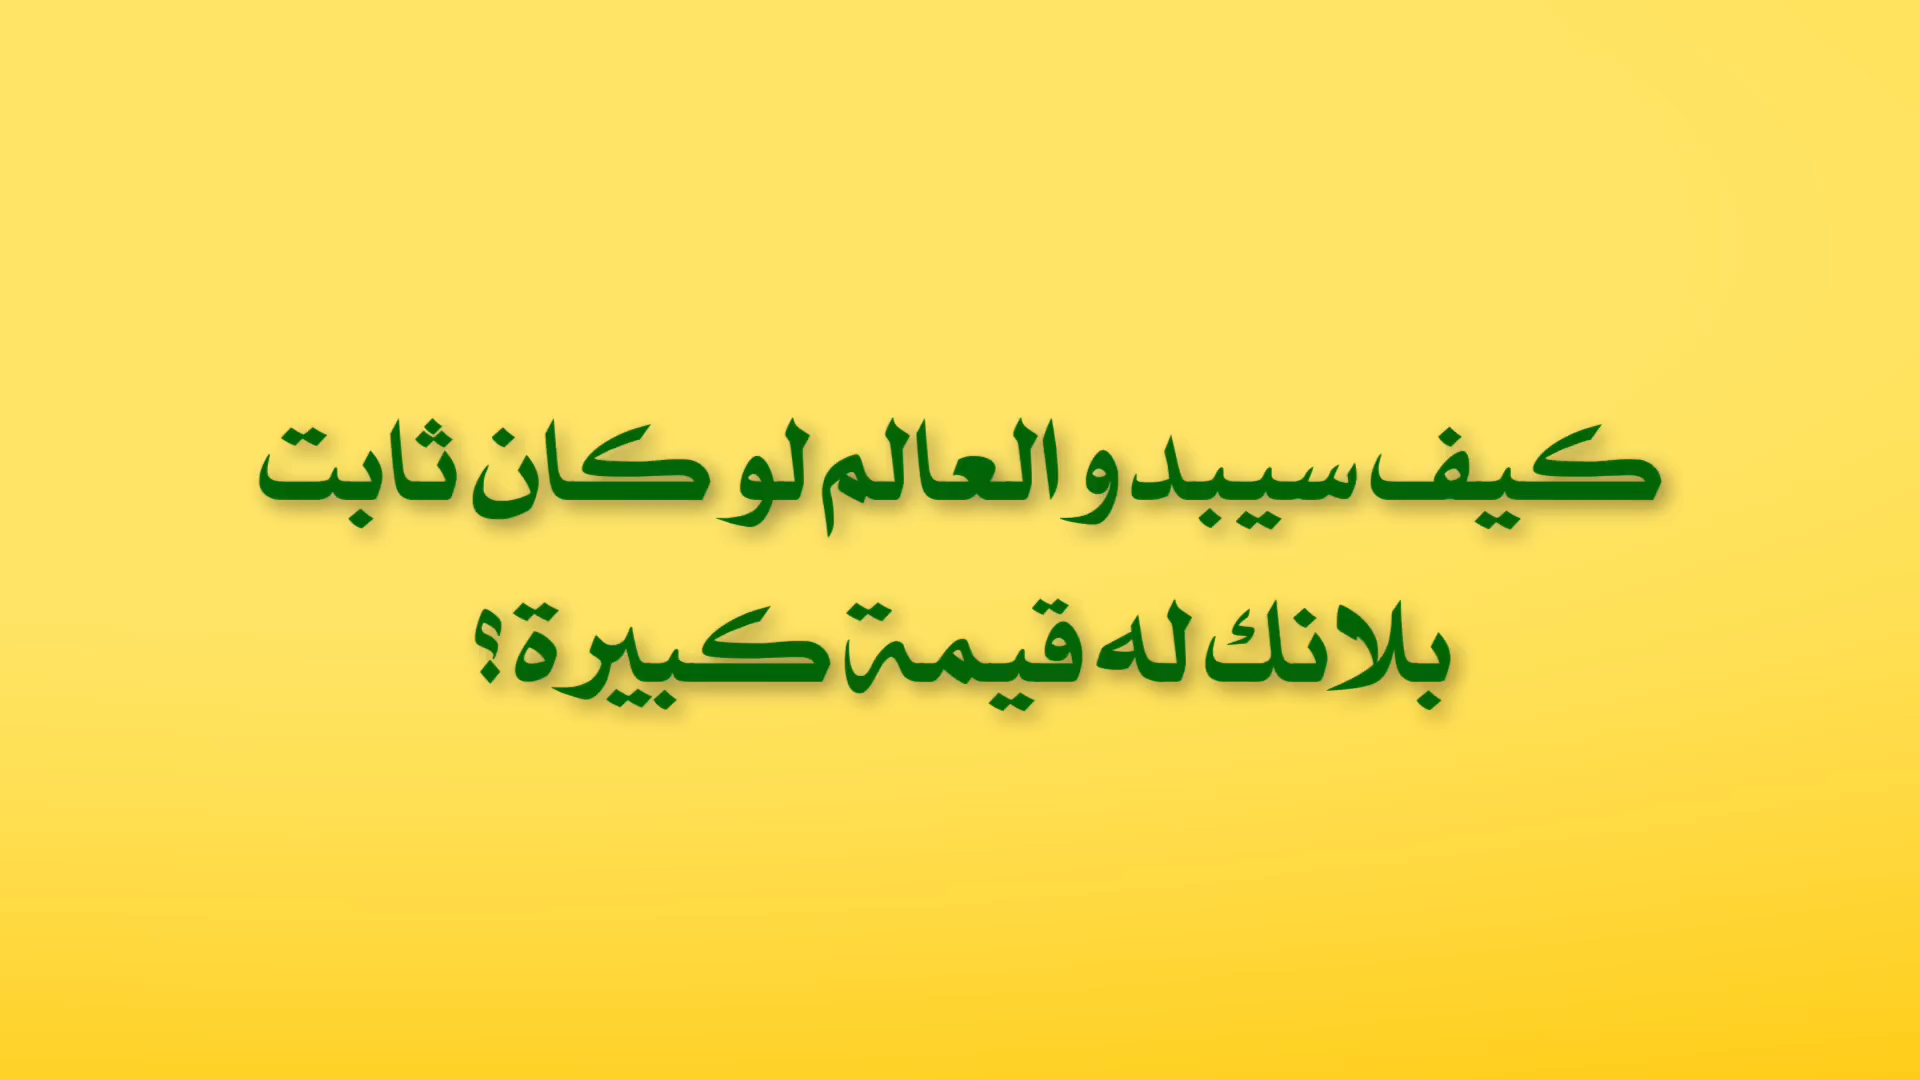 كيف سيبدو العالم لو كان ثابت
بلانك له قيمة كبيرة؟